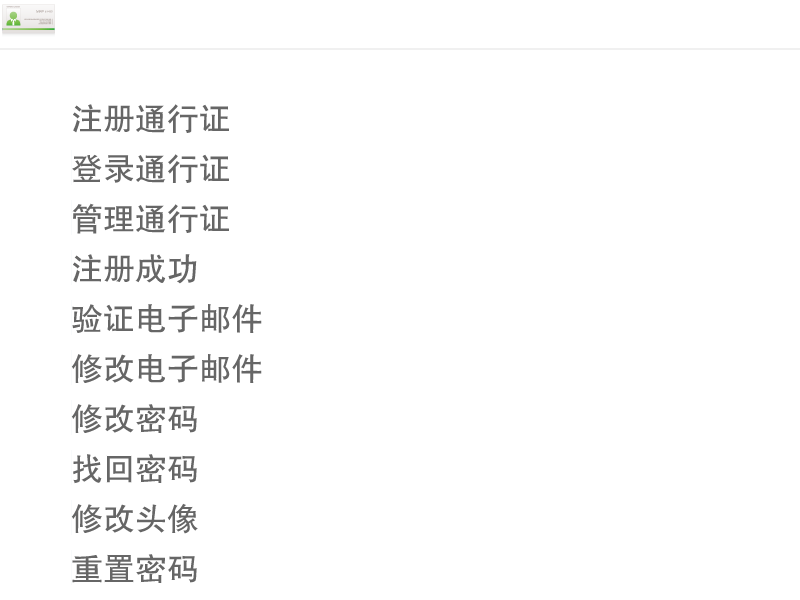 注册通行证
登录通行证
管理通行证
注册成功
验证电子邮件
修改电子邮件
修改密码
找回密码
修改头像
重置密码